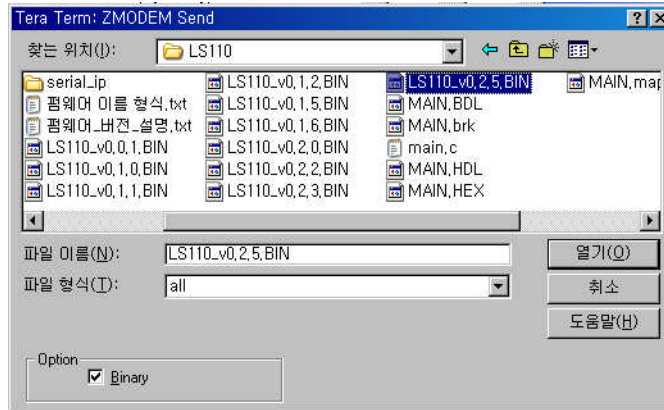 Tera Term: ZMODEM Send
찾는 위치(I): LS110
serial_ip
펌웨어 이름 형식,txt
펌웨어_버전_설명,txt
LS110_v0,0,1,BIN
LS110_v0,1,0,BIN
LS110_v0,1,1,BIN
LS110_v0,1,2,BIN
LS110_v0,1,5,BIN
LS110_v0,1,6,BIN
LS110_v0,2,0,BIN
LS110_v0,2,2,BIN
LS110_v0,2,3,BIN
LS110_v0,2,5,BIN
MAIN,BDL
MAIN,brk
main,c
MAIN,HDL
MAIN,HEX
MAIN,map
파일 이름(N): LS110_v0,2,5,BIN 열기(O)
파일 형식(T): all 취소
도움말(H)
Option
Binary